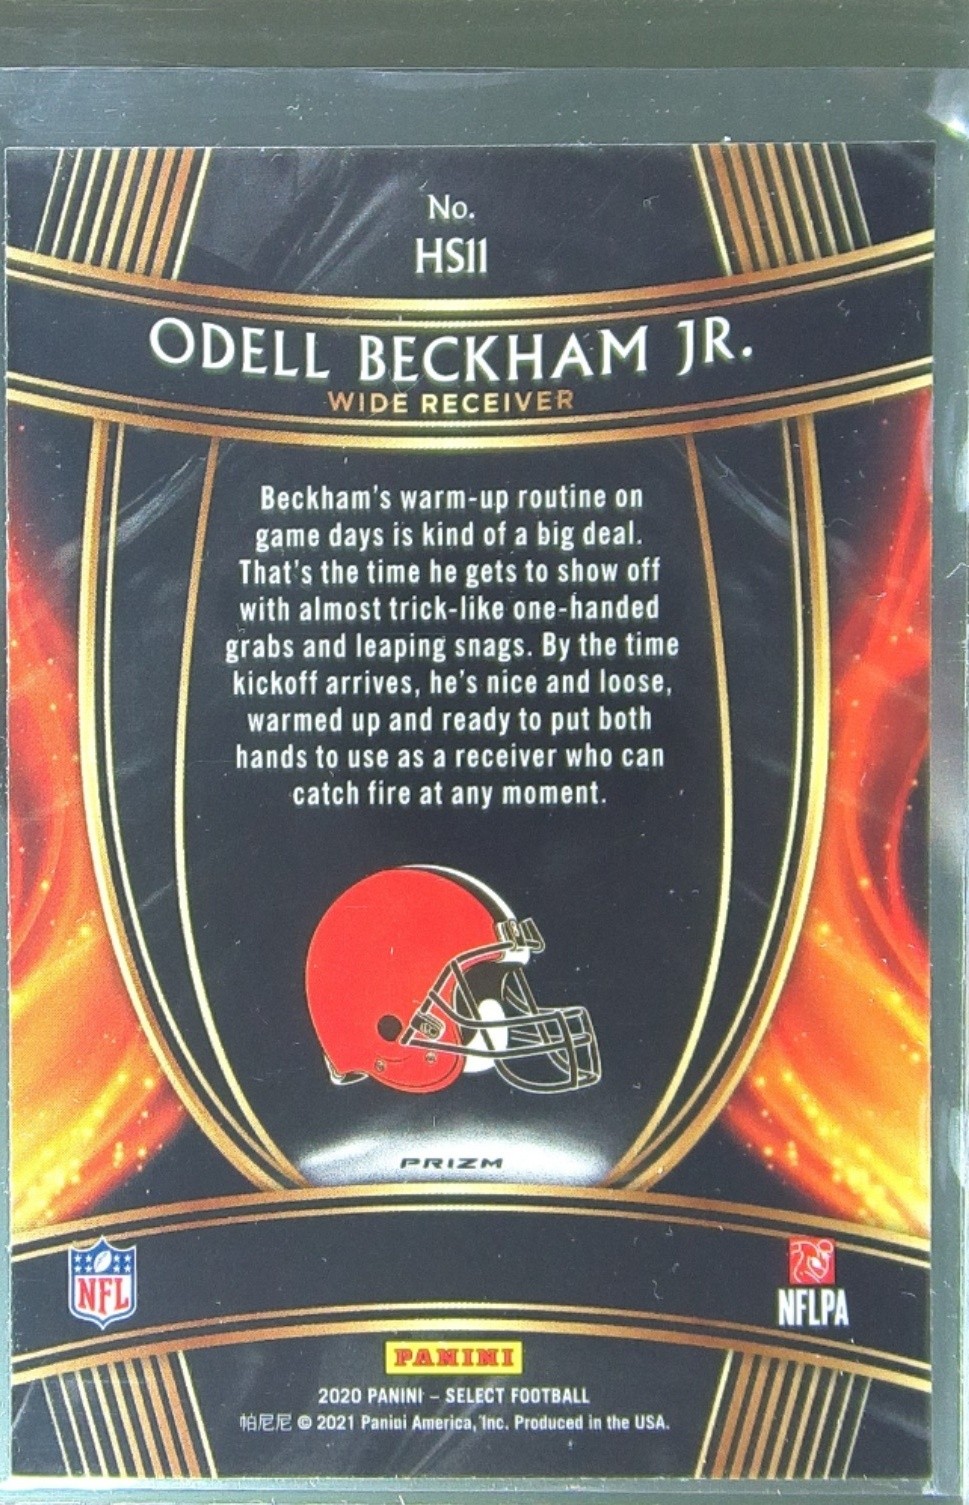 No.
HS11
ODELL BECKHAM JR.
WIDE RECEIVER
Beckham's warm-up routine on
game days is kind of a big deal.
That's the time he gets to show off
with almost trick-like one-handed
grabs and leaping snags. By the time
kickoff arrives, he's nice and loose,
warmed up and ready to put both
hands to use as a receiver who can
catch fire at any moment.
PRIZM
NFL
NFLPA
PANINI
2020 PANINI – SELECT FOOTBALL
帕尼尼 © 2021 Panini America, Inc. Produced in the USA.